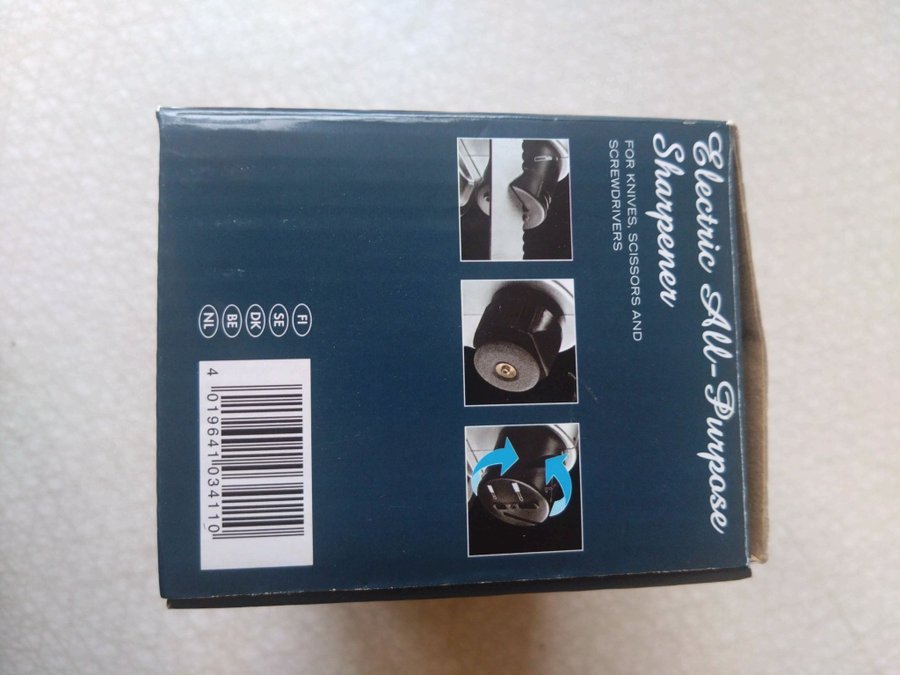 Electric All-Purpose
Sharpener
FOR KNIVES, SCISSORS AND
SCREWDRIVERS
FI
SE
DK
BE
NL
4 019641 034110